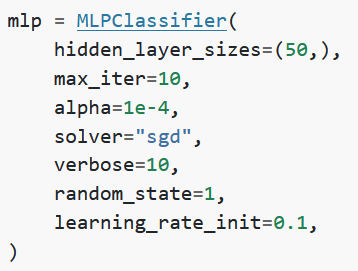 mlp = MLPClassifier(
    hidden_layer_sizes=(50,),
    max_iter=10,
    alpha=1e-4,
    solver="sgd",
    verbose=10,
    random_state=1,
    learning_rate_init=0.1,
)